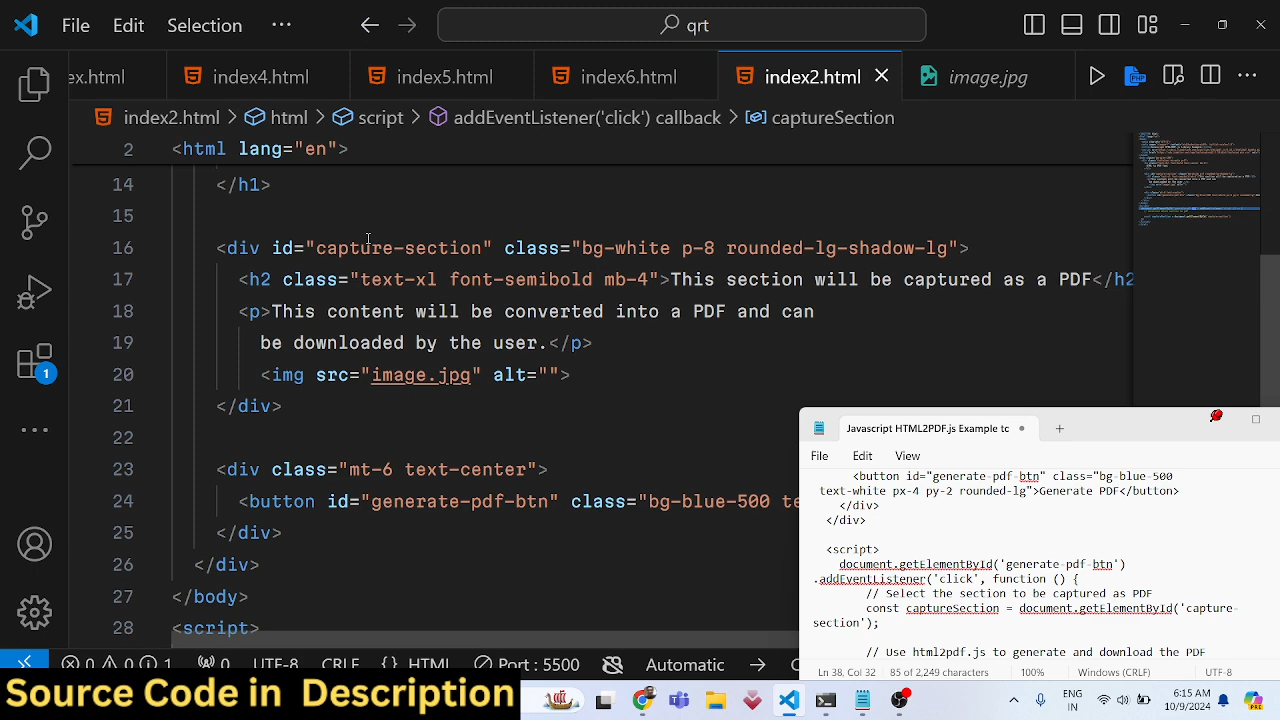 File Edit Selection ··· qrt
ex.html index4.html index5.html index6.html index2.html image.jpg
index2.html > html > script > addEventListener('click') callback > captureSection
2 <html lang="en">
14 </h1>
15
16 <div id="capture-section" class="bg-white p-8 rounded-lg-shadow-lg">
17 <h2 class="text-xl font-semibold mb-4">This section will be captured as a PDF</h2
18 <p>This content will be converted into a PDF and can
19 be downloaded by the user.</p>
20 <img src="image.jpg" alt="">
21 </div>
22
23 <div class="mt-6 text-center">
24 <button id="generate-pdf-btn" class="bg-blue-500 te
25 </div>
26 </div>
27 </body>
28 <script>
1
Javascript HTML2PDF.js Example tc
File Edit View
<button id="generate-pdf-btn" class="bg-blue-500
text-white px-4 py-2 rounded-lg">Generate PDF</button>
</div>
</div>
<script>
document.getElementById('generate-pdf-btn')
.addEventListener('click', function () {
// Select the section to be captured as PDF
const captureSection = document.getElementById('capture-
section');
// Use html2pdf.js to generate and download the PDF
Ln 38, Col 32 85 of 2,249 characters 100% Windows (CRLF) UTF-8
0 0 1 0 UTF-8 CRLF {} HTML Port : 5500 Automatic
Source Code in Description
ENG
IN
6:15 AM
10/9/2024